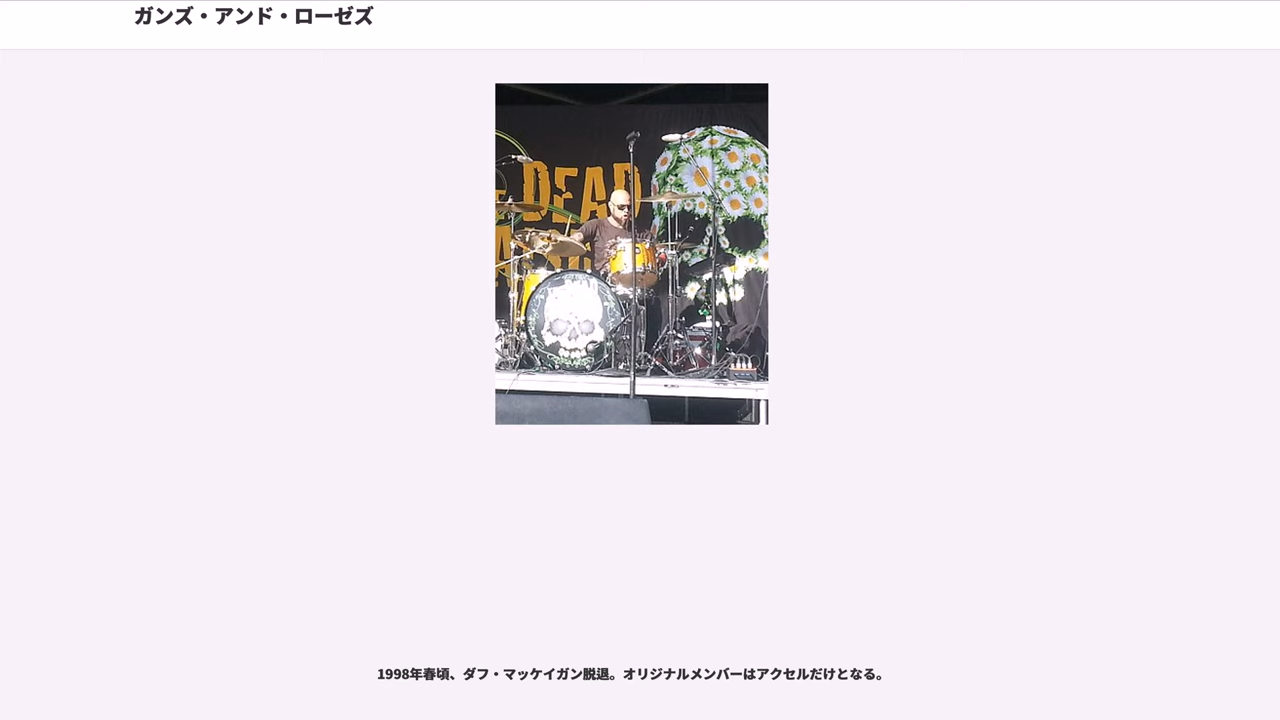 ガンズ・アンド・ローゼズ
DEAD
1998年春頃、ダフ・マッケイガン脱退。オリジナルメンバーはアクセルだけとなる。